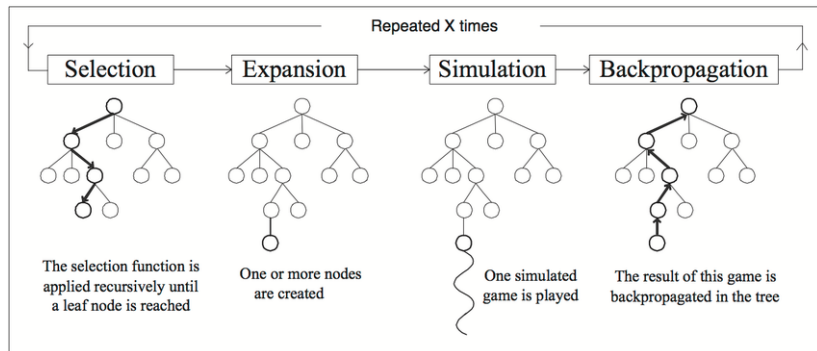 Repeated X times
Selection
Expansion
Simulation
Backpropagation
The selection function is
applied recursively until
a leaf node is reached
One or more nodes
are created
One simulated
game is played
The result of this game is
backpropagated in the tree